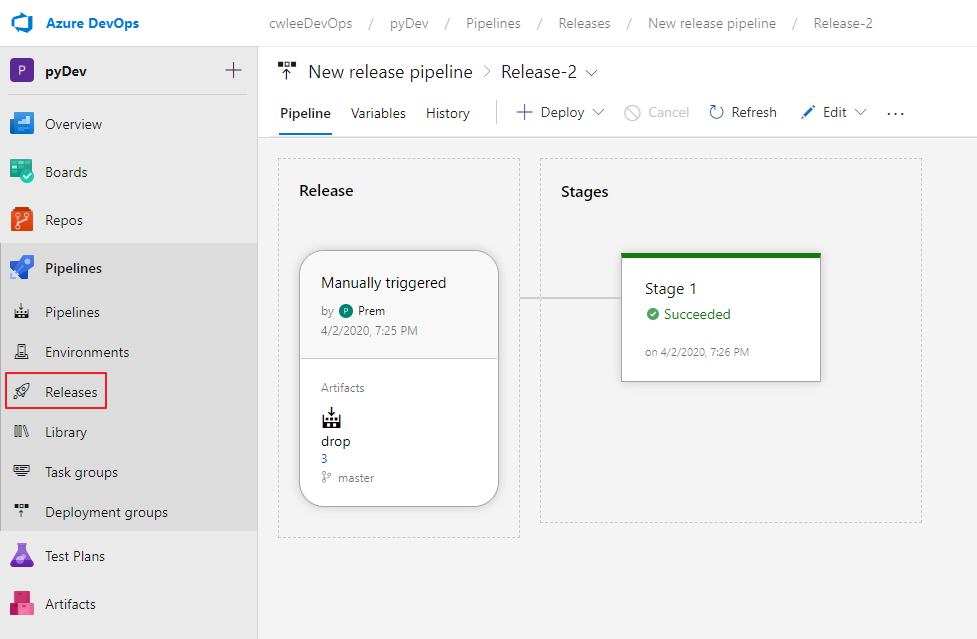 Azure DevOps
cwleeDevOps / pyDev / Pipelines / Releases / New release pipeline / Release-2
P pyDev
Overview
Boards
Repos
Pipelines
Pipelines
Environments
Releases
Library
Task groups
Deployment groups
Test Plans
Artifacts
New release pipeline > Release-2
Pipeline Variables History Deploy Cancel Refresh Edit ...
Release
Manually triggered
by P Prem
4/2/2020, 7:25 PM
Artifacts
drop
3
master
Stages
Stage 1
Succeeded
on 4/2/2020, 7:26 PM